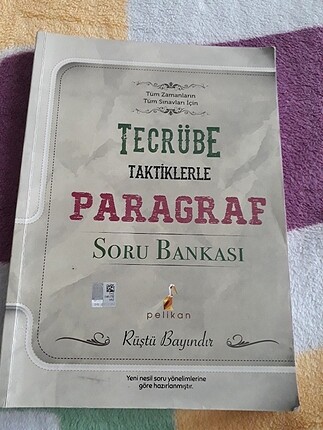 Tüm Zamanların
Tüm Sınavları İçin
TECRÜBE
TAKTİKLERLE
PARAGRAF
SORU BANKASI
pelikan
Rüştü Bayındır
Yeni nesil soru yönelimlerine
göre hazırlanmıştır.